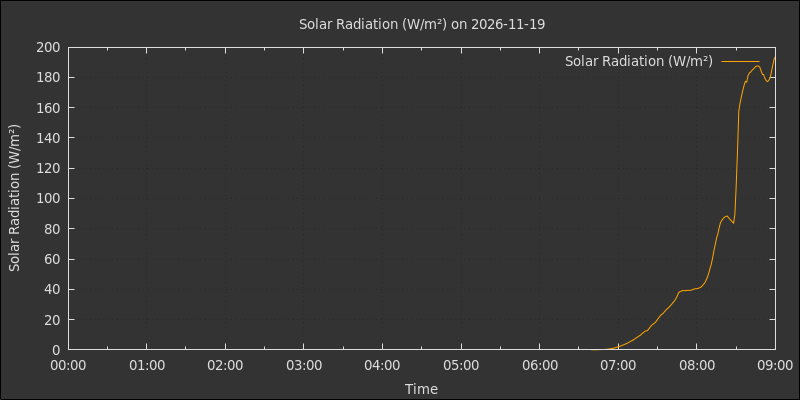 Solar Radiation (W/m²) on 2026-11-19
Solar Radiation (W/m²)
Solar Radiation (W/m²)
200
180
160
140
120
100
80
60
40
20
0
00:00 01:00 02:00 03:00 04:00 05:00 06:00 07:00 08:00 09:00
Time